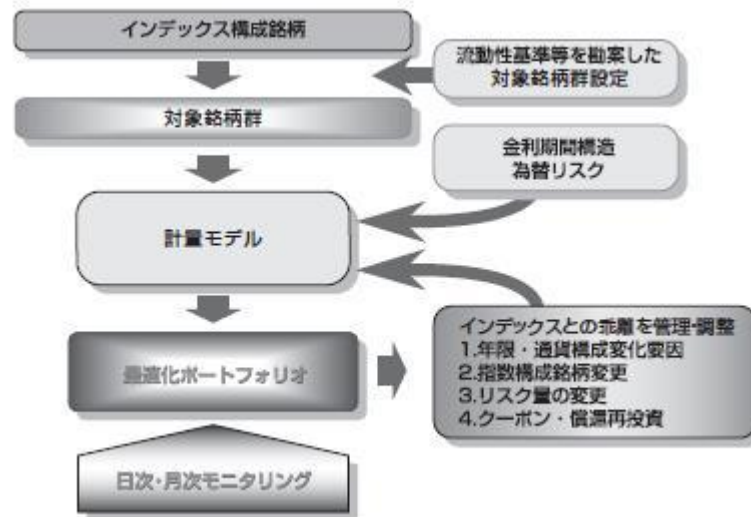 インデックス構成銘柄
流動性基準等を勘案した
対象銘柄群設定
対象銘柄群
金利期間構造
為替リスク
計量モデル
インデックスとの乖離を管理・調整
1.年限・通貨構成変化要因
2.指数構成銘柄変更
3.リスク量の変更
4.クーポン・償還再投資
最適化ポートフォリオ
日次・月次モニタリング